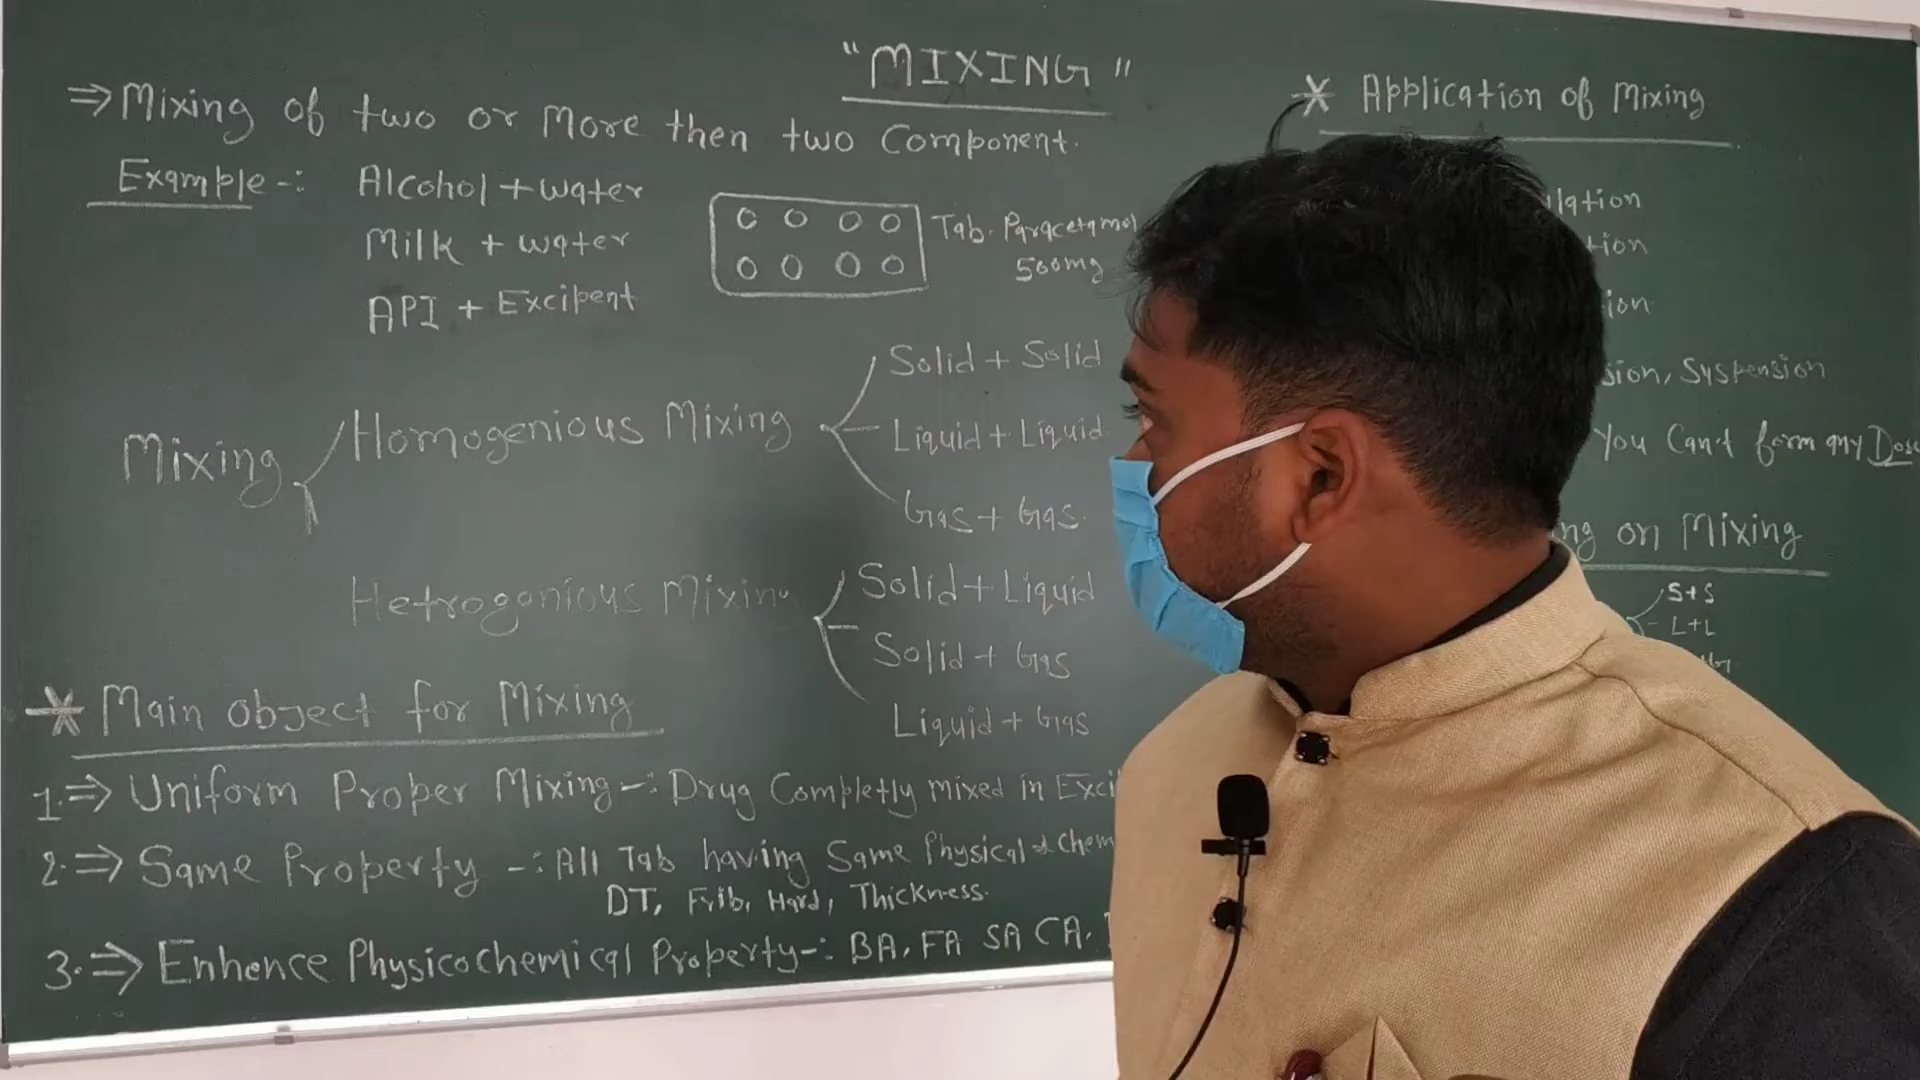 "MIXING"
⇒ Mixing of two or More then two Component.
Example -: Alcohol + water
Milk + water
API + Excipent
Tab. Paracetamol
500mg
Mixing
Homogenious Mixing
Solid + Solid
Liquid + Liquid
Gas + Gas
Hetrogenious Mixing
Solid + Liquid
Solid + Gas
Liquid + Gas
* Main object for Mixing
1. ⇒ Uniform Proper Mixing -: Drug Completly mixed in Exci
2. ⇒ Same Property -: All Tab having Same Physical & Chem
DT, Frib, Hard, Thickness.
3. ⇒ Enhence Physicochemical Property -: BA, FA SA CA,
* Application of Mixing
lation
tion
ion
sion, Suspension
You Can't form any Dose
ng on Mixing
S+S
L+L